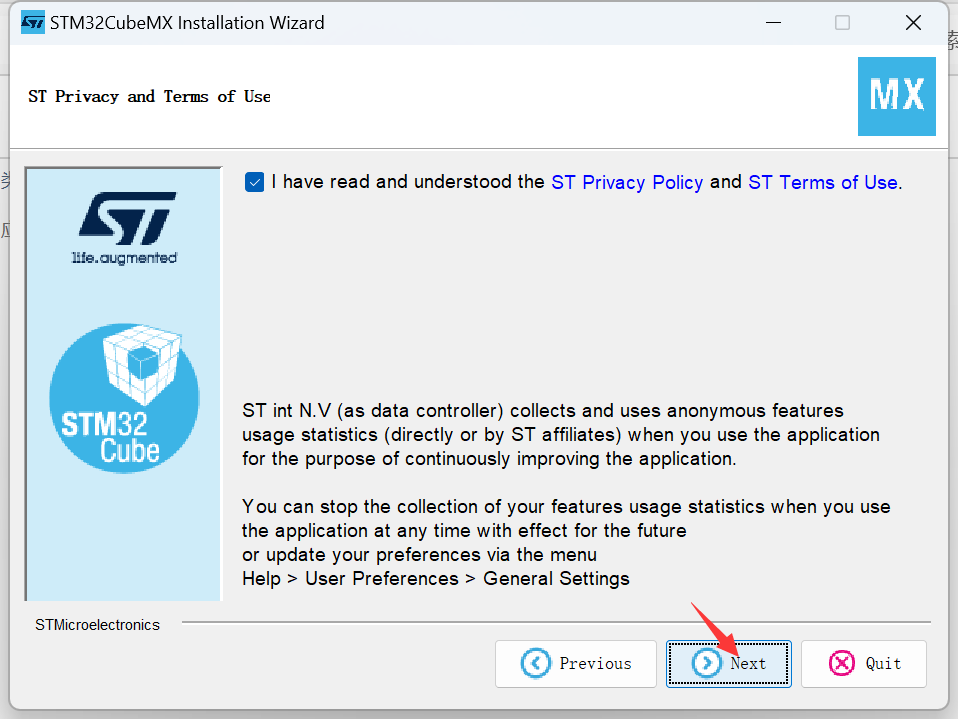 STM32CubeMX Installation Wizard
ST Privacy and Terms of Use
MX
I have read and understood the ST Privacy Policy and ST Terms of Use.
ST
life.augmented
STM32
Cube
ST int N.V (as data controller) collects and uses anonymous features
usage statistics (directly or by ST affiliates) when you use the application
for the purpose of continuously improving the application.
You can stop the collection of your features usage statistics when you use
the application at any time with effect for the future
or update your preferences via the menu
Help > User Preferences > General Settings
STMicroelectronics
Previous
Next
Quit